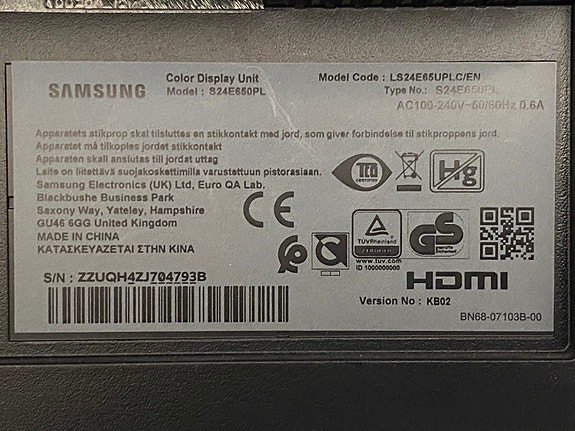 SAMSUNG
Color Display Unit
Model : S24E650PL
Model Code : LS24E65UPLC/EN
Type No.: S24E650PL
AC100-240V~50/60Hz 0.6A
Apparatets stikprop skal tilsluttes en stikkontakt med jord, som giver forbindelse til stikproppens jord.
Apparatet må tilkoples jordet stikkontakt
Apparaten skall anslutas till jordat uttag
Laite on liitettävä suojakoskettimilla varustettuun pistorasiaan.
Samsung Electronics (UK) Ltd, Euro QA Lab.
Blackbushe Business Park
Saxony Way, Yateley, Hampshire
GU46 6GG United Kingdom
MADE IN CHINA
ΚΑΤΑΣΚΕΥΑΖΕΤΑΙ ΣΤΗΝ ΚΙΝΑ
CE
TCO
CERTIFIED
Hg
TÜVRheinland
CERTIFIED
www.tuv.com
ID 1000000000
GS
HDMI
S/N : ZZUQH4ZJ704793B
Version No : KB02
BN68-07103B-00